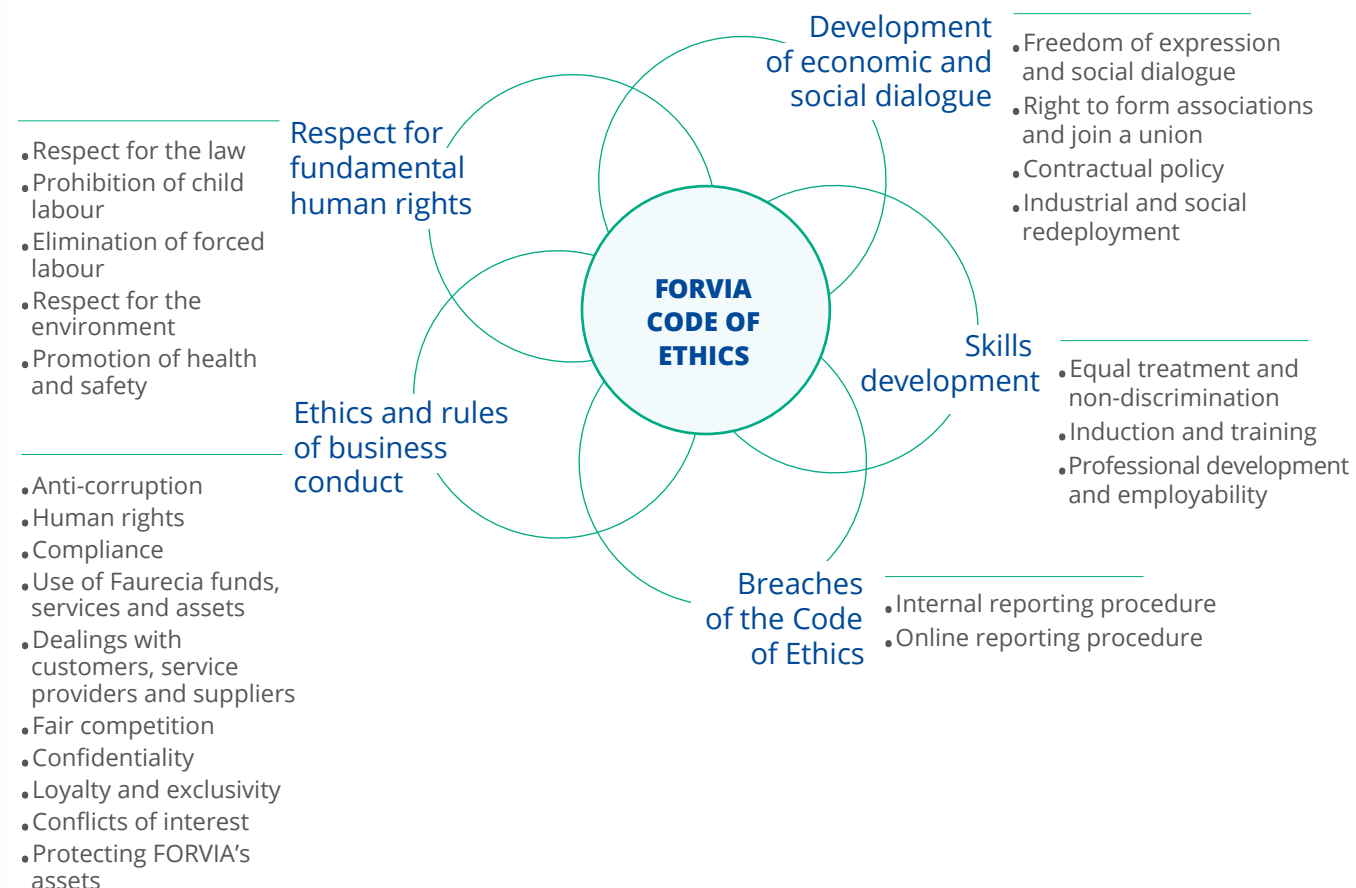 Respect for
fundamental
human rights
• Respect for the law
• Prohibition of child
labour
• Elimination of forced
labour
• Respect for the
environment
• Promotion of health
and safety
Ethics and rules
of business
conduct
• Anti-corruption
• Human rights
• Compliance
• Use of Faurecia funds,
services and assets
• Dealings with
customers, service
providers and suppliers
• Fair competition
• Confidentiality
• Loyalty and exclusivity
• Conflicts of interest
• Protecting FORVIA's
assets
FORVIA
CODE OF
ETHICS
Development
of economic and
social dialogue
• Freedom of expression
and social dialogue
• Right to form associations
and join a union
• Contractual policy
• Industrial and social
redeployment
Skills
development
• Equal treatment and
non-discrimination
• Induction and training
• Professional development
and employability
Breaches
of the Code
of Ethics
• Internal reporting procedure
• Online reporting procedure